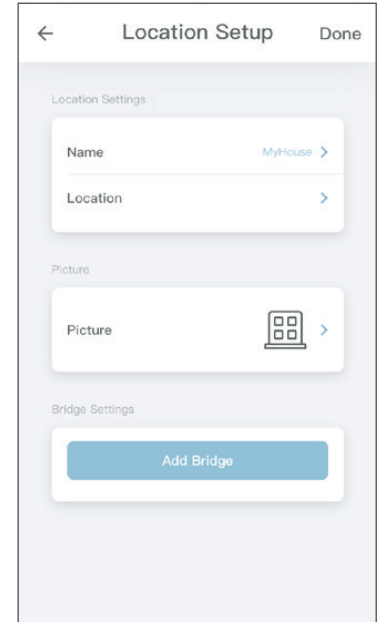 Location Setup Done
Location Settings
Name MyHouse
Location
Picture
Picture
Bridge Settings
Add Bridge